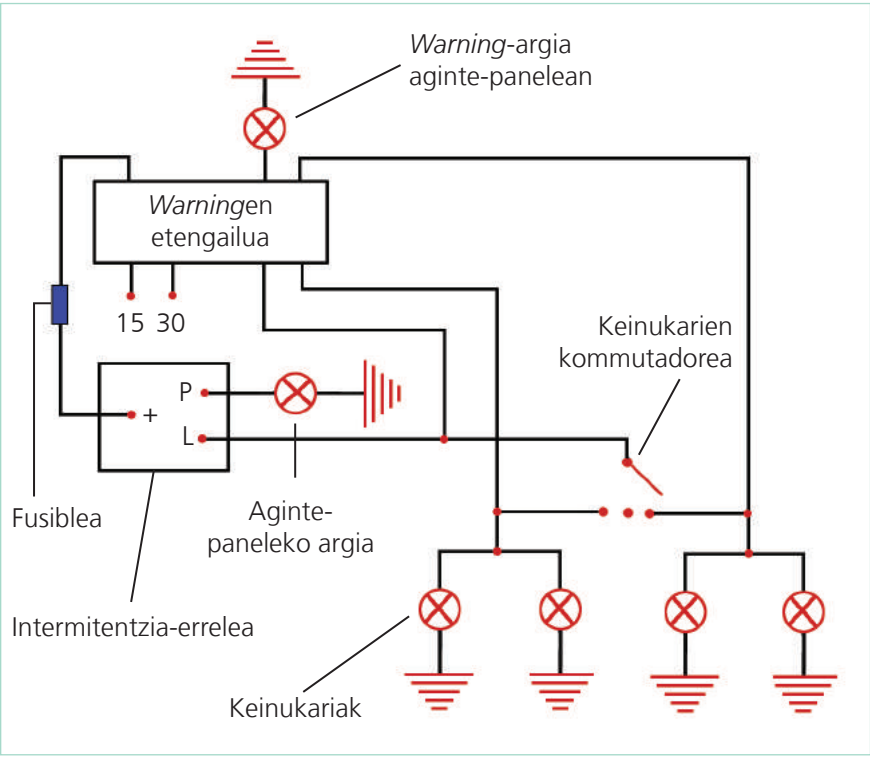 Warning-argia
aginte-panelean
Warningen
etengailua
15 30
Keinukarien
kommutadorea
P
+
L
Fusiblea
Aginte-
paneleko argia
Intermitentzia-errelea
Keinukariak